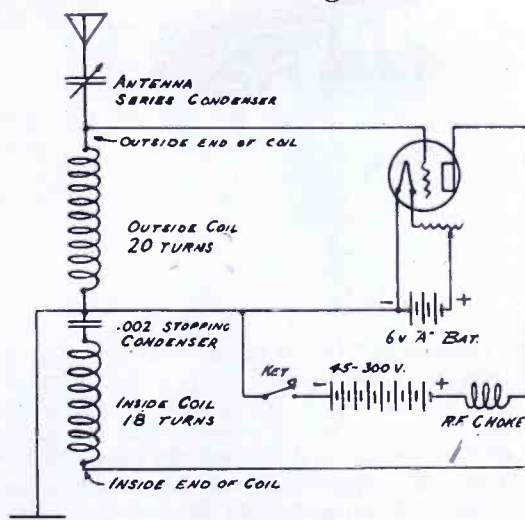 ANTENNA
SERIES CONDENSER
OUTSIDE END OF COIL
OUTSIDE COIL
20 TURNS
- +
6V "A" BAT.
.002 STOPPING
CONDENSER
KEY
- 45-300 V. +
R.F CHOKE
INSIDE COIL
18 TURNS
INSIDE END OF COIL